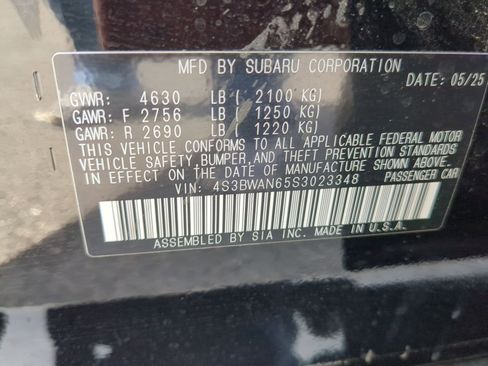 MFD BY SUBARU CORPORATION
DATE: 05/25
GVWR: 4630 LB ( 2100 KG)
GAWR: F 2756 LB ( 1250 KG)
GAWR: R 2690 LB ( 1220 KG)
THIS VEHICLE CONFORMS TO ALL APPLICABLE FEDERAL MOTOR
VEHICLE SAFETY, BUMPER, AND THEFT PREVENTION STANDARDS
IN EFFECT ON THE DATE OF MANUFACTURE SHOWN ABOVE.
VIN: 4S3BWAN65S3023348 PASSENGER CAR
ASSEMBLED BY SIA INC. MADE IN U.S.A.